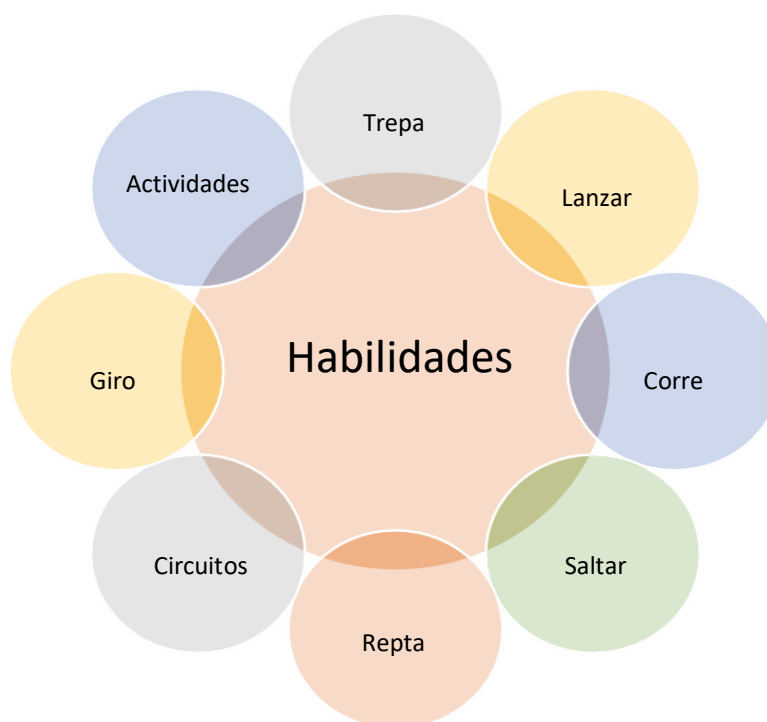 Trepa
Actividades
Lanzar
Habilidades
Giro
Corre
Circuitos
Saltar
Repta